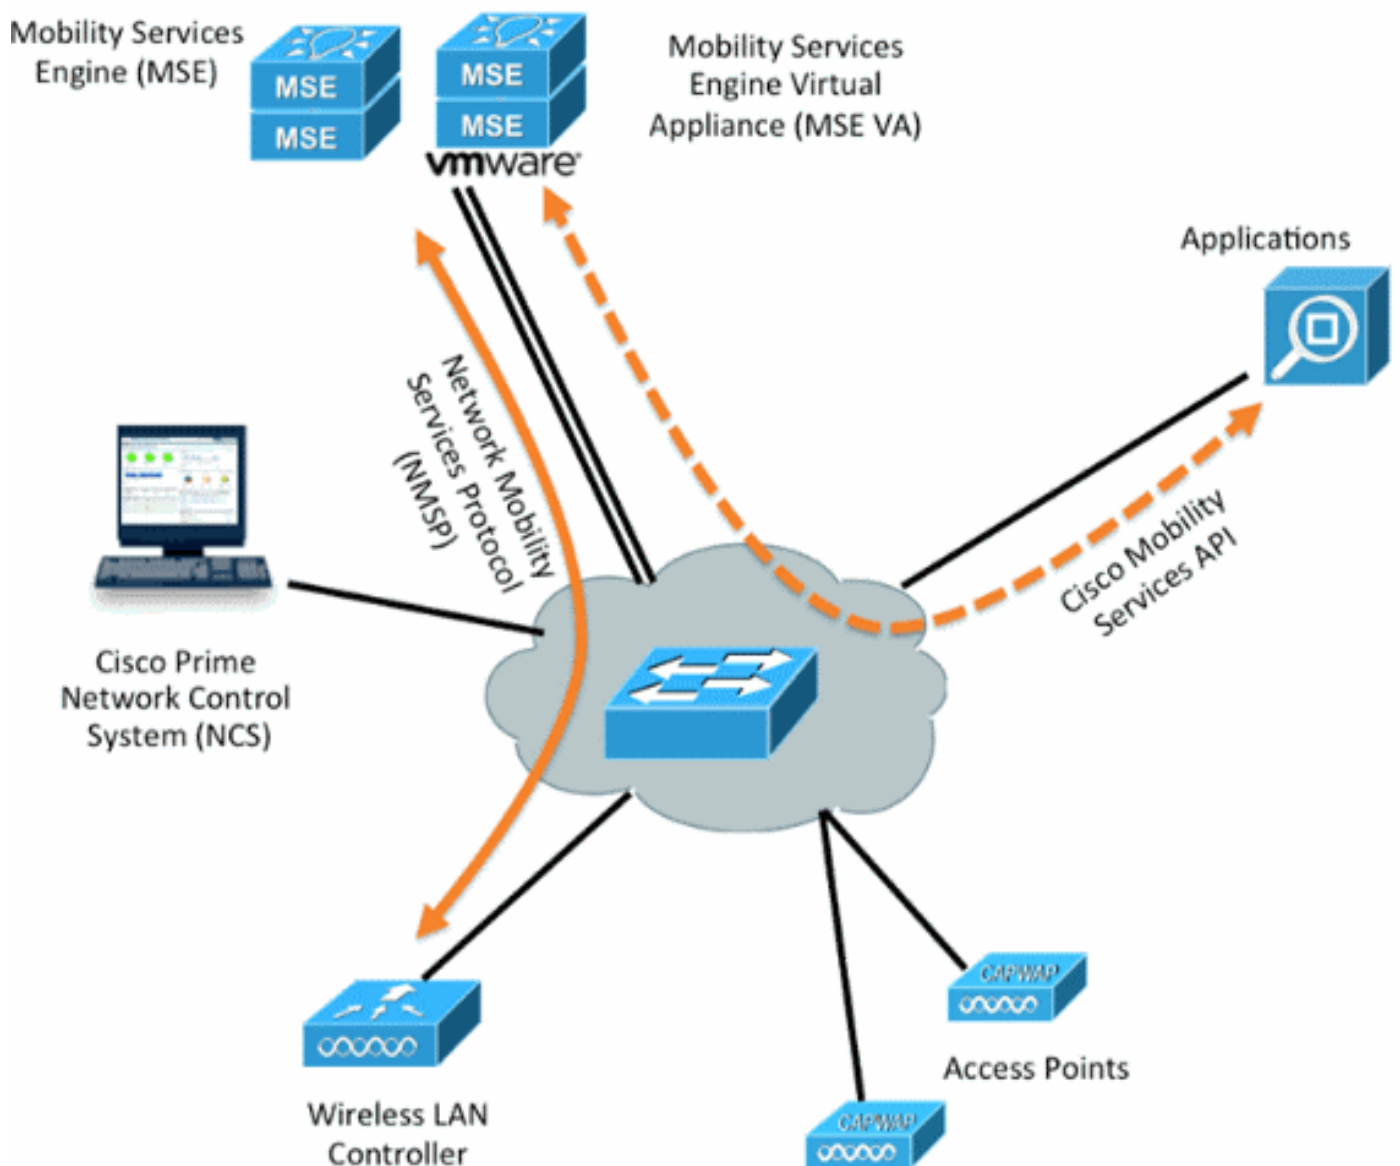 Mobility Services
Engine (MSE)
MSE
MSE
MSE
MSE
vmware®
Mobility Services
Engine Virtual
Appliance (MSE VA)
Applications
Network Mobility
Services Protocol
(NMSP)
Cisco Mobility
Services API
Cisco Prime
Network Control
System (NCS)
CAPWAP
Access Points
Wireless LAN
Controller
CAPWAP